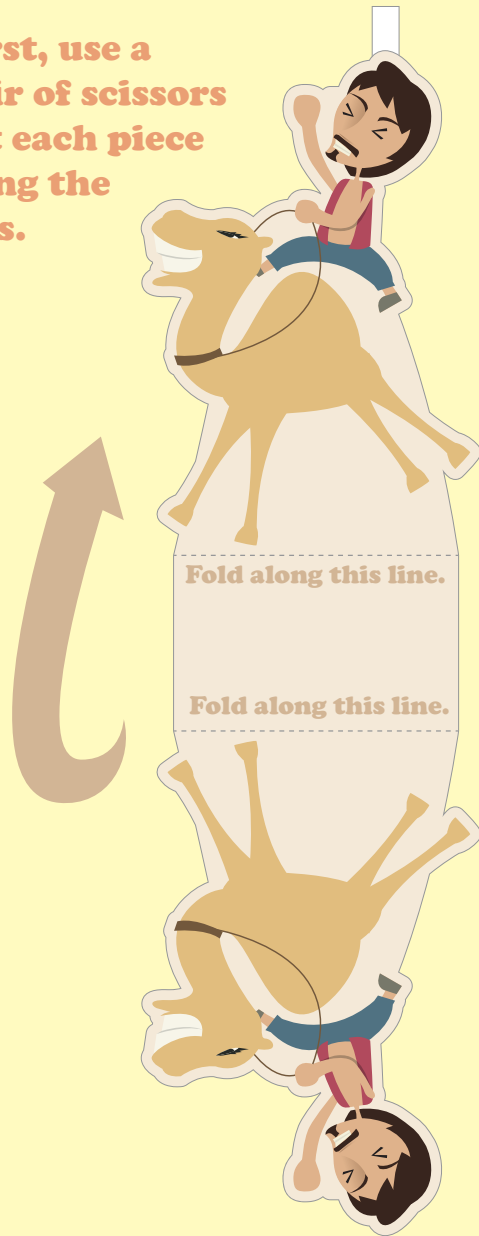 rst, use a
ir of scissors
t each piece
ng the
s.
Fold along this line.
Fold along this line.